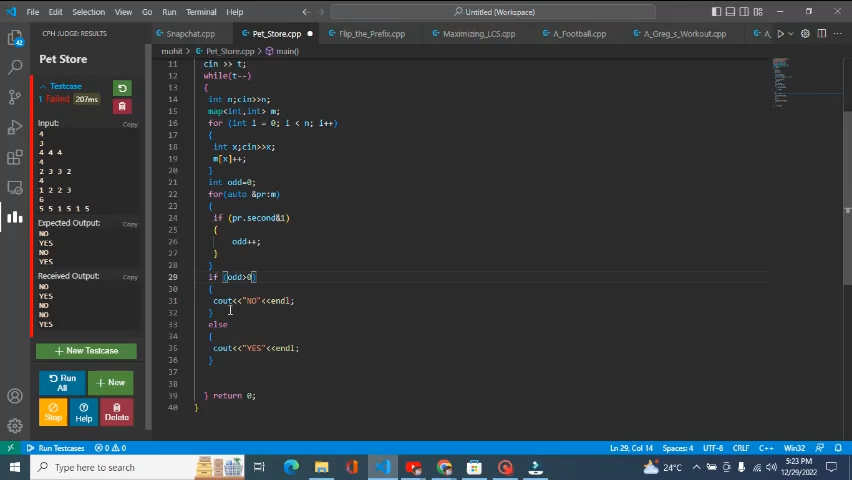 File Edit Selection View Go Run Terminal Help
Untitled (Workspace)
CPH JUDGE: RESULTS
Snapchat.cpp
Pet_Store.cpp
Flip_the_Prefix.cpp
Maximizing_LCS.cpp
A_Football.cpp
A_Greg_s_Workout.cpp
mohit > Pet_Store.cpp > main()
42
Pet Store
Testcase
1 Failed 207ms
Input: Copy
4
3
4 4 4
4
2 3 3 2
4
1 2 2 3
6
5 5 1 5 1 5
Expected Output: Copy
NO
YES
NO
YES
Received Output: Copy
NO
YES
NO
NO
YES
New Testcase
Run All
New
Stop
Help
Delete
11 cin >> t;
12 while(t--)
13 {
14 int n;cin>>n;
15 map<int,int> m;
16 for (int i = 0; i < n; i++)
17 {
18 int x;cin>>x;
19 m[x]++;
20 }
21 int odd=0;
22 for(auto &pr:m)
23 {
24 if (pr.second&1)
25 {
26 odd++;
27 }
28 }
29 if (odd>0)
30 {
31 cout<<"NO"<<endl;
32 }
33 else
34 {
35 cout<<"YES"<<endl;
36 }
37
38
39 } return 0;
40 }
Run Testcases 0 0
Ln 29, Col 14 Spaces: 4 UTF-8 CRLF C++ Win32
Type here to search
24°C
5:23 PM
12/29/2022